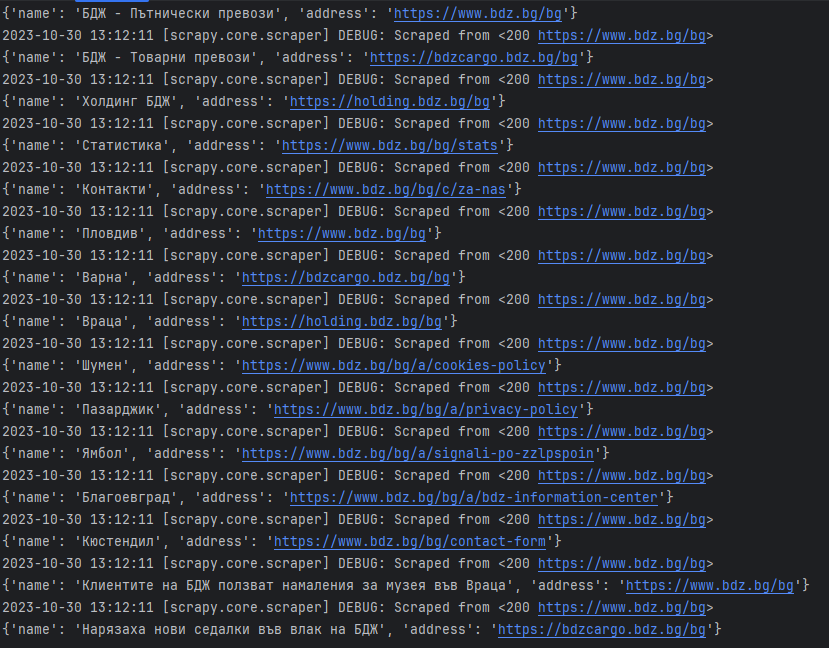 {'name': 'БДЖ - Пътнически превози', 'address': 'https://www.bdz.bg/bg'}
2023-10-30 13:12:11 [scrapy.core.scraper] DEBUG: Scraped from <200 https://www.bdz.bg/bg>
{'name': 'БДЖ - Товарни превози', 'address': 'https://bdzcargo.bdz.bg/bg'}
2023-10-30 13:12:11 [scrapy.core.scraper] DEBUG: Scraped from <200 https://www.bdz.bg/bg>
{'name': 'Холдинг БДЖ', 'address': 'https://holding.bdz.bg/bg'}
2023-10-30 13:12:11 [scrapy.core.scraper] DEBUG: Scraped from <200 https://www.bdz.bg/bg>
{'name': 'Статистика', 'address': 'https://www.bdz.bg/bg/stats'}
2023-10-30 13:12:11 [scrapy.core.scraper] DEBUG: Scraped from <200 https://www.bdz.bg/bg>
{'name': 'Контакти', 'address': 'https://www.bdz.bg/bg/c/za-nas'}
2023-10-30 13:12:11 [scrapy.core.scraper] DEBUG: Scraped from <200 https://www.bdz.bg/bg>
{'name': 'Пловдив', 'address': 'https://www.bdz.bg/bg'}
2023-10-30 13:12:11 [scrapy.core.scraper] DEBUG: Scraped from <200 https://www.bdz.bg/bg>
{'name': 'Варна', 'address': 'https://bdzcargo.bdz.bg/bg'}
2023-10-30 13:12:11 [scrapy.core.scraper] DEBUG: Scraped from <200 https://www.bdz.bg/bg>
{'name': 'Враца', 'address': 'https://holding.bdz.bg/bg'}
2023-10-30 13:12:11 [scrapy.core.scraper] DEBUG: Scraped from <200 https://www.bdz.bg/bg>
{'name': 'Шумен', 'address': 'https://www.bdz.bg/bg/a/cookies-policy'}
2023-10-30 13:12:11 [scrapy.core.scraper] DEBUG: Scraped from <200 https://www.bdz.bg/bg>
{'name': 'Пазарджик', 'address': 'https://www.bdz.bg/bg/a/privacy-policy'}
2023-10-30 13:12:11 [scrapy.core.scraper] DEBUG: Scraped from <200 https://www.bdz.bg/bg>
{'name': 'Ямбол', 'address': 'https://www.bdz.bg/bg/a/signali-po-zzlpspoin'}
2023-10-30 13:12:11 [scrapy.core.scraper] DEBUG: Scraped from <200 https://www.bdz.bg/bg>
{'name': 'Благоевград', 'address': 'https://www.bdz.bg/bg/a/bdz-information-center'}
2023-10-30 13:12:11 [scrapy.core.scraper] DEBUG: Scraped from <200 https://www.bdz.bg/bg>
{'name': 'Кюстендил', 'address': 'https://www.bdz.bg/bg/contact-form'}
2023-10-30 13:12:11 [scrapy.core.scraper] DEBUG: Scraped from <200 https://www.bdz.bg/bg>
{'name': 'Клиентите на БДЖ ползват намаления за музея във Враца', 'address': 'https://www.bdz.bg/bg'}
2023-10-30 13:12:11 [scrapy.core.scraper] DEBUG: Scraped from <200 https://www.bdz.bg/bg>
{'name': 'Нарязаха нови седалки във влак на БДЖ', 'address': 'https://bdzcargo.bdz.bg/bg'}